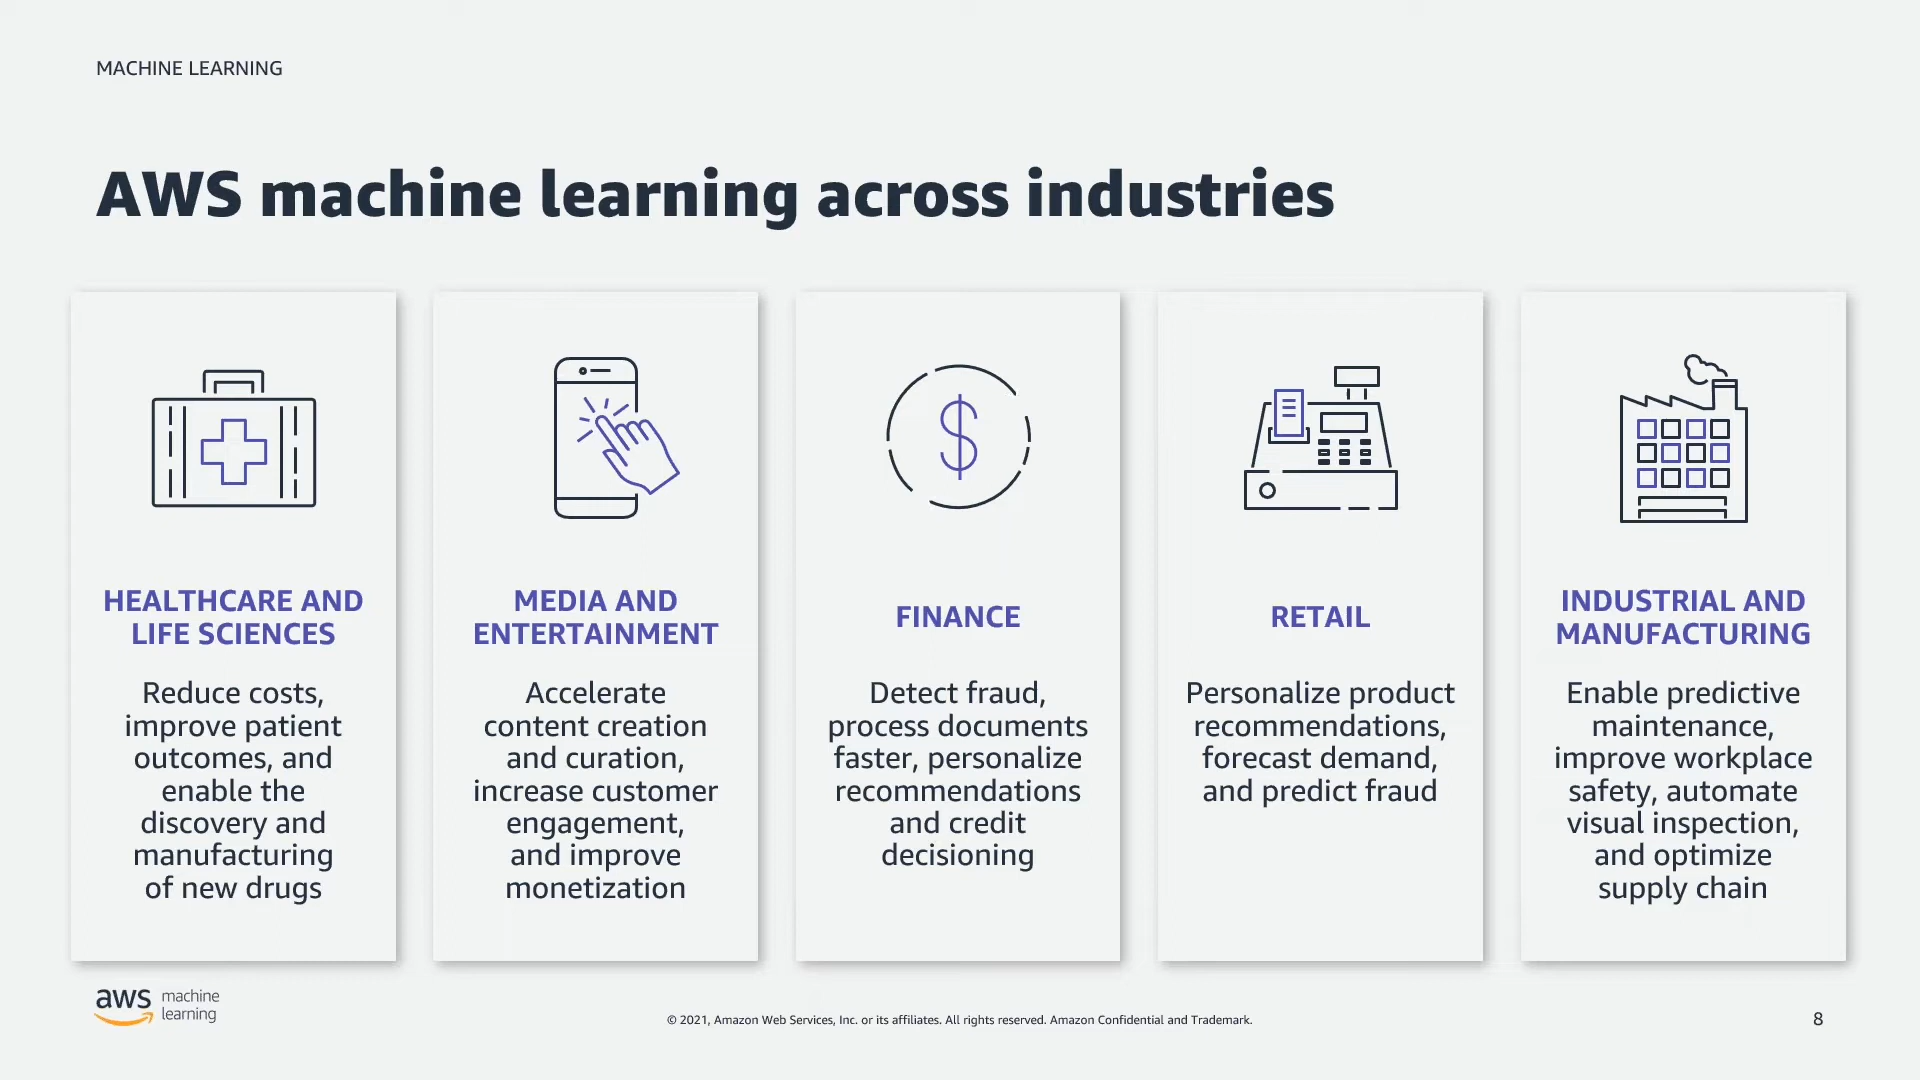 MACHINE LEARNING
AWS machine learning across industries
HEALTHCARE AND
LIFE SCIENCES
Reduce costs,
improve patient
outcomes, and
enable the
discovery and
manufacturing
of new drugs
MEDIA AND
ENTERTAINMENT
Accelerate
content creation
and curation,
increase customer
engagement,
and improve
monetization
FINANCE
Detect fraud,
process documents
faster, personalize
recommendations
and credit
decisioning
RETAIL
Personalize product
recommendations,
forecast demand,
and predict fraud
INDUSTRIAL AND
MANUFACTURING
Enable predictive
maintenance,
improve workplace
safety, automate
visual inspection,
and optimize
supply chain
aws machine
learning
© 2021, Amazon Web Services, Inc. or its affiliates. All rights reserved. Amazon Confidential and Trademark.
8